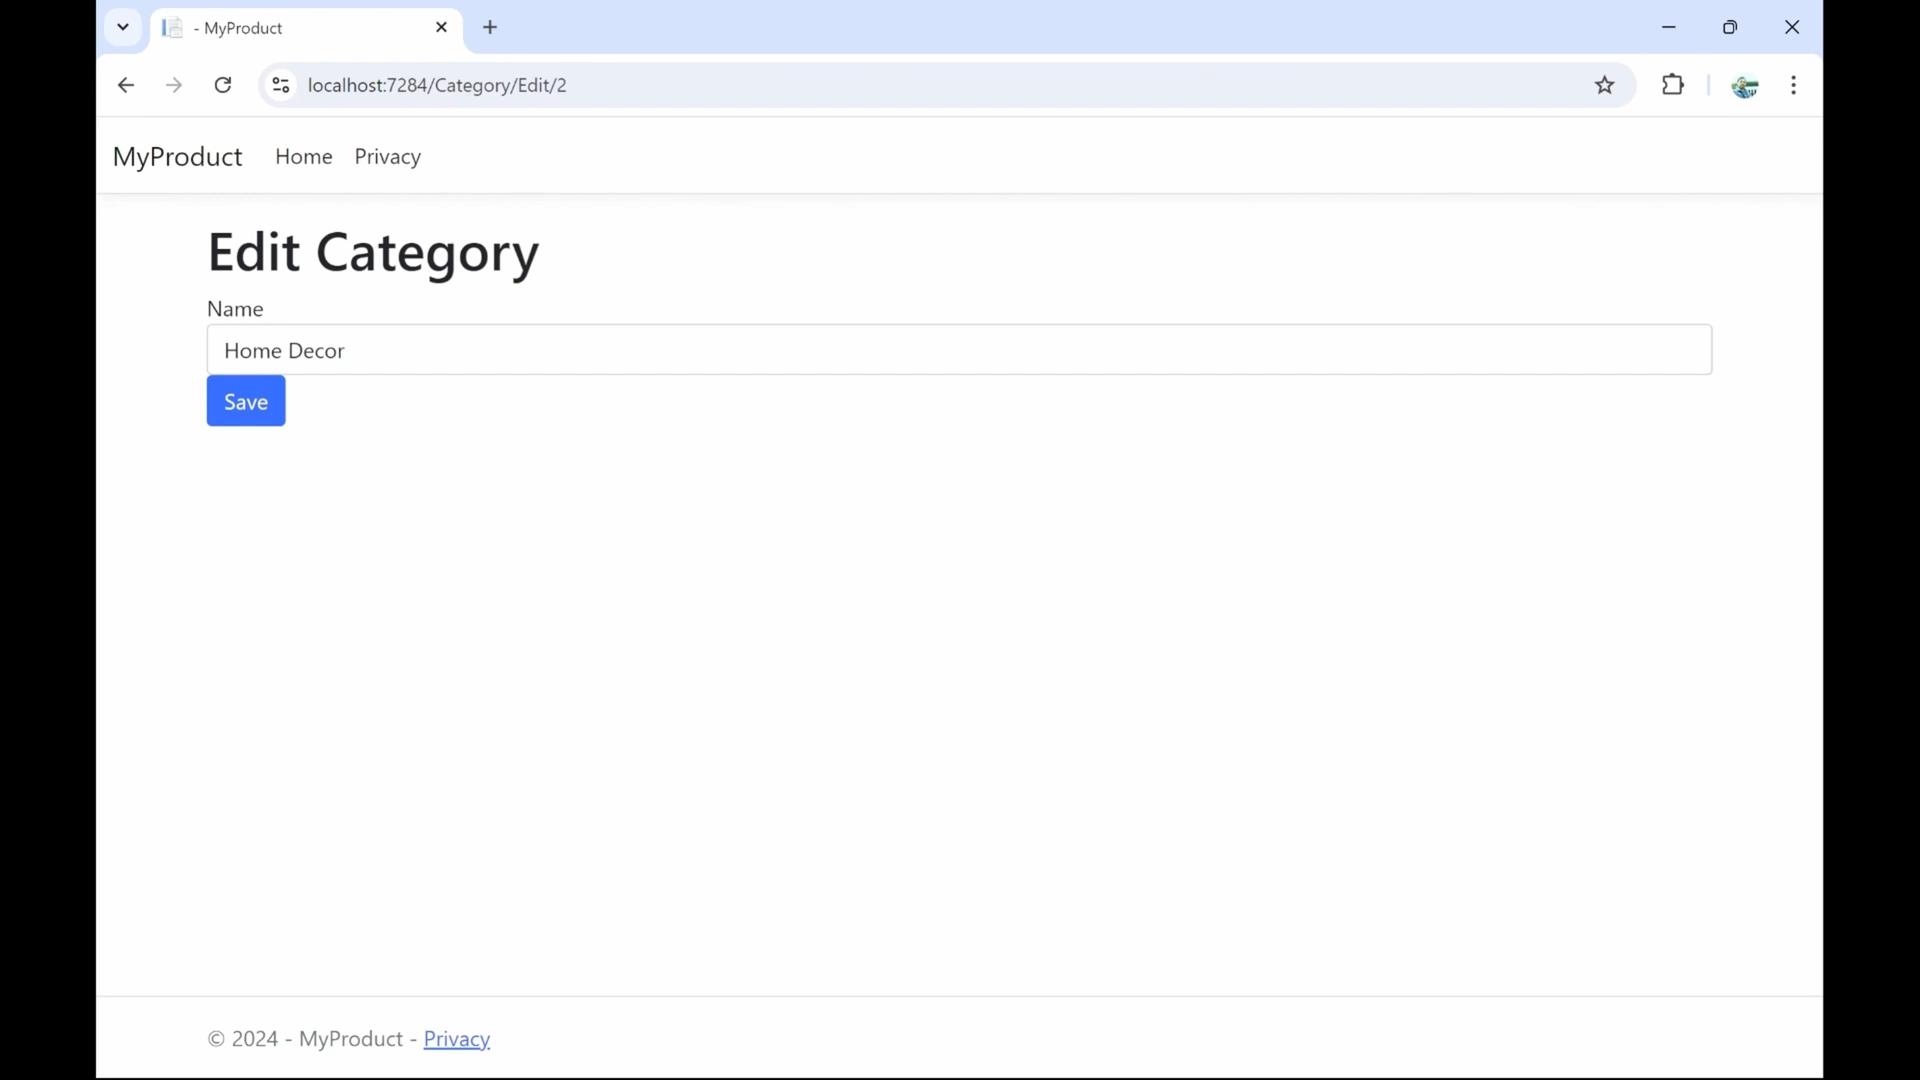 - MyProduct
localhost:7284/Category/Edit/2
MyProduct Home Privacy
Edit Category
Name
Home Decor
Save
© 2024 - MyProduct - Privacy